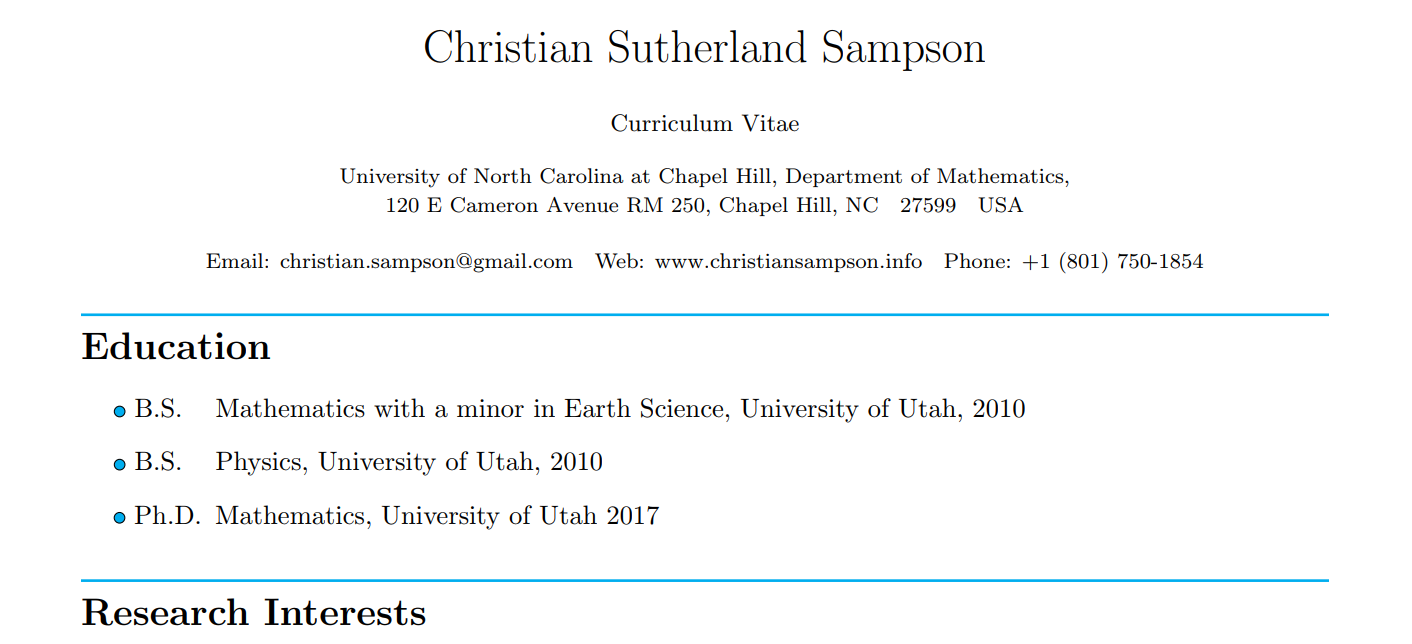 Christian Sutherland Sampson
Curriculum Vitae
University of North Carolina at Chapel Hill, Department of Mathematics,
120 E Cameron Avenue RM 250, Chapel Hill, NC 27599 USA
Email: christian.sampson@gmail.com Web: www.christiansampson.info Phone: +1 (801) 750-1854
Education
B.S. Mathematics with a minor in Earth Science, University of Utah, 2010
B.S. Physics, University of Utah, 2010
Ph.D. Mathematics, University of Utah 2017
Research Interests